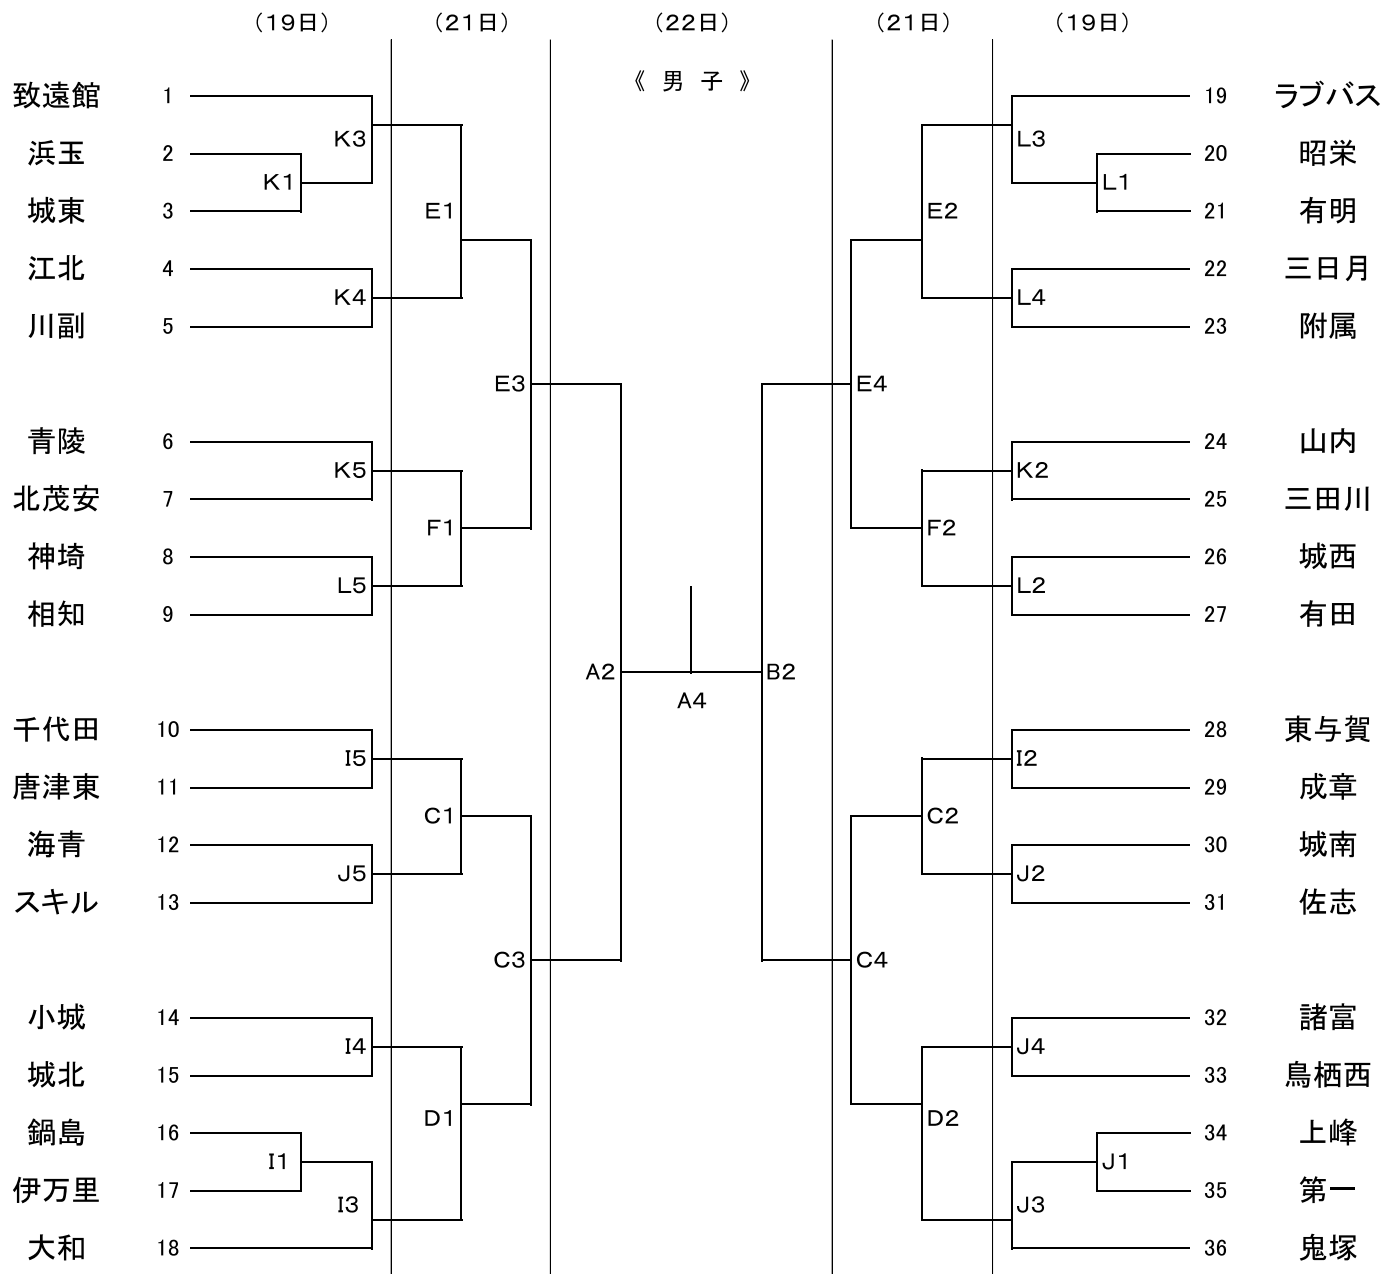 (19日) (21日) (22日) (21日) (19日)
《 男 子 》
致遠館 1 19 ラブバス
K3 L3
浜玉 2 20 昭栄
K1 L1
城東 3 E1 E2 21 有明
江北 4 22 三日月
K4 L4
川副 5 23 附属
E3 E4
青陵 6 24 山内
K5 K2
北茂安 7 25 三田川
F1 F2
神埼 8 26 城西
L5 L2
相知 9 27 有田
A2 B2
A4
千代田 10 28 東与賀
I5 I2
唐津東 11 29 成章
C1 C2
海青 12 30 城南
J5 J2
スキル 13 31 佐志
C3 C4
小城 14 32 諸富
I4 J4
城北 15 33 鳥栖西
D1 D2
鍋島 16 34 上峰
I1 J1
伊万里 17 35 第一
I3 J3
大和 18 36 鬼塚